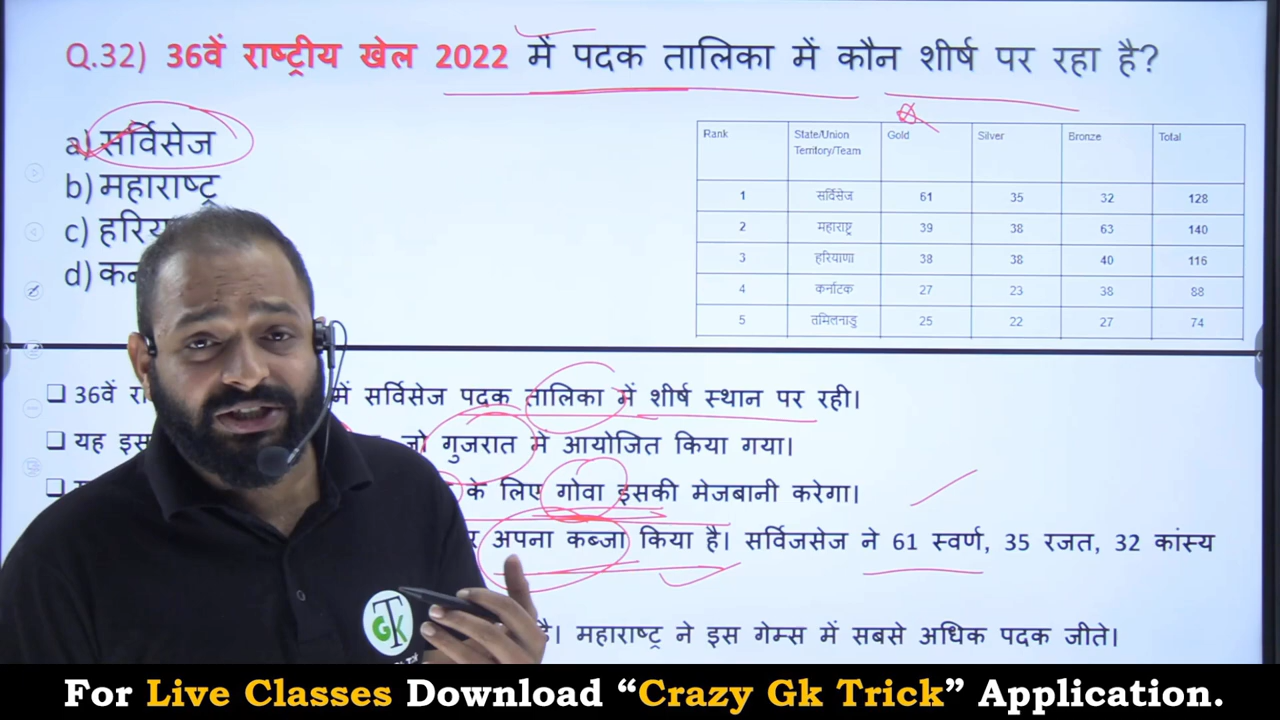 Q.32) 36वें राष्ट्रीय खेल 2022 में पदक तालिका में कौन शीर्ष पर रहा है?
a) सर्विसेज
b) महाराष्ट्र
c)
d)
Rank State/Union Territory/Team Gold Silver Bronze Total
1 सर्विसेज 61 35 32 128
2 महाराष्ट्र 39 38 63 140
3 हरियाणा 38 38 40 116
4 कर्नाटक 27 23 38 88
5 तमिलनाडु 25 22 27 74
36वें में सर्विसेज पदक तालिका में शीर्ष स्थान पर रही।
यह जो गुजरात मे आयोजित किया गया।
के लिए गोवा इसकी मेजबानी करेगा।
अपना कब्जा किया है। सर्विजसेज ने 61 स्वर्ण, 35 रजत, 32 कांस्य
है। महाराष्ट्र ने इस गेम्स में सबसे अधिक पदक जीते।
GK
For Live Classes Download “Crazy Gk Trick” Application.